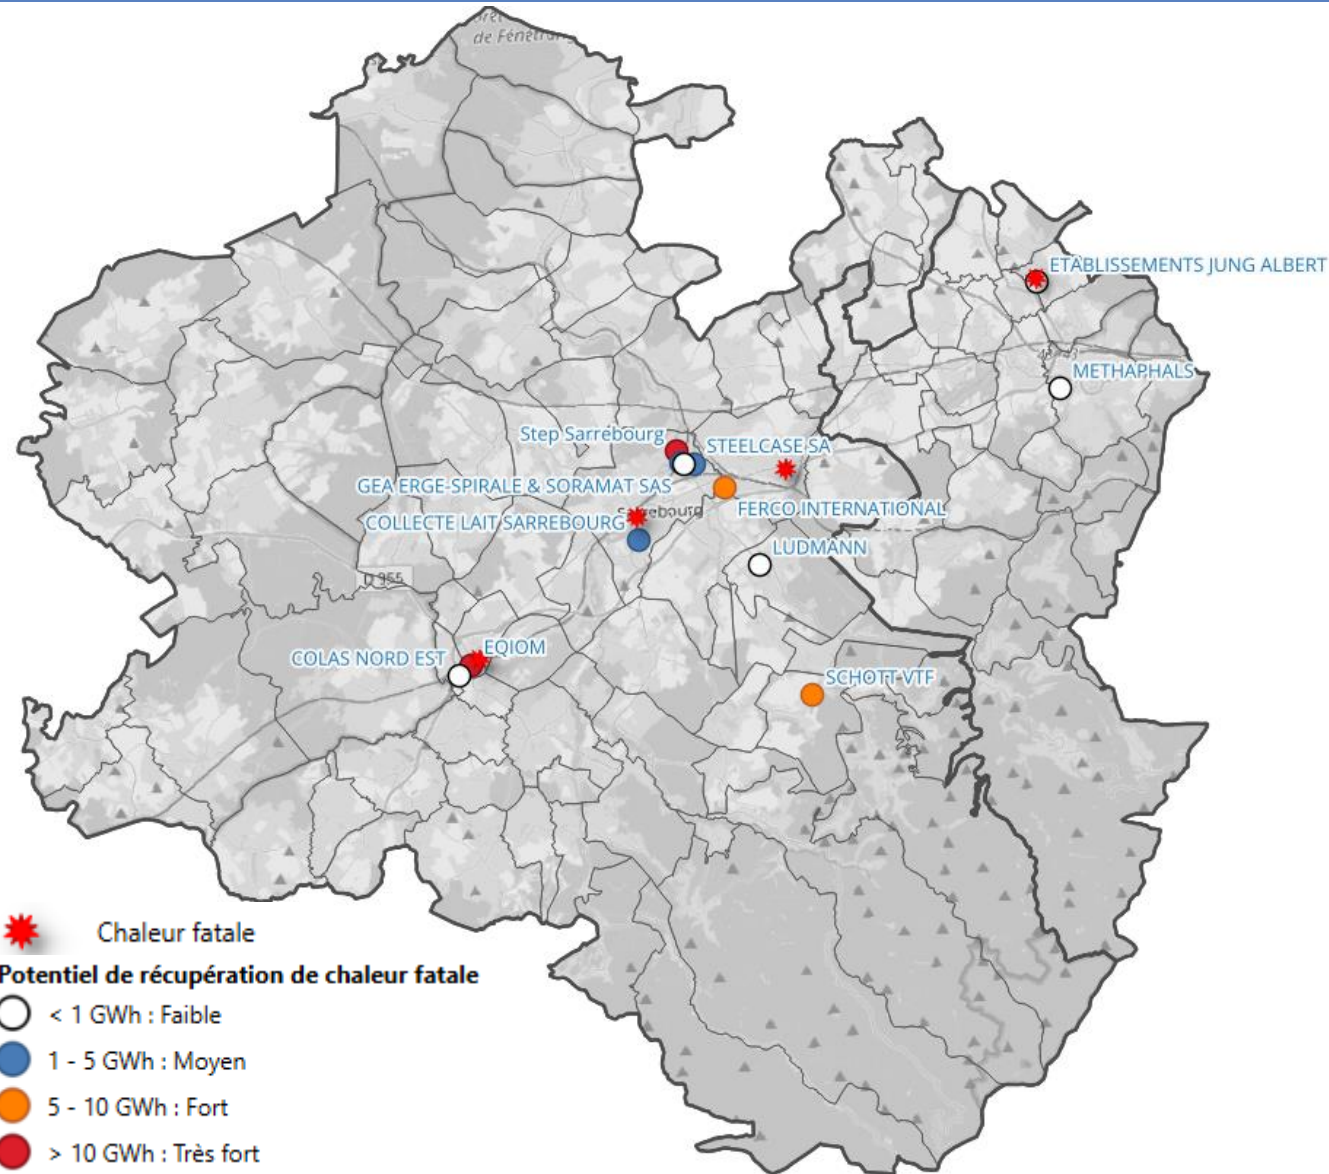 de Fénétrang
ETABLISSEMENTS JUNG ALBERT
METHAPHALS
Step Sarrebourg
STEELCASE SA
GEA ERGE-SPIRALE & SORAMAT SAS
FERCO INTERNATIONAL
Sarrebourg
COLLECTE LAIT SARREBOURG
LUDMANN
D 955
EQIOM
COLAS NORD EST
SCHOTT VTF
Chaleur fatale
Potentiel de récupération de chaleur fatale
< 1 GWh : Faible
1 - 5 GWh : Moyen
5 - 10 GWh : Fort
> 10 GWh : Très fort